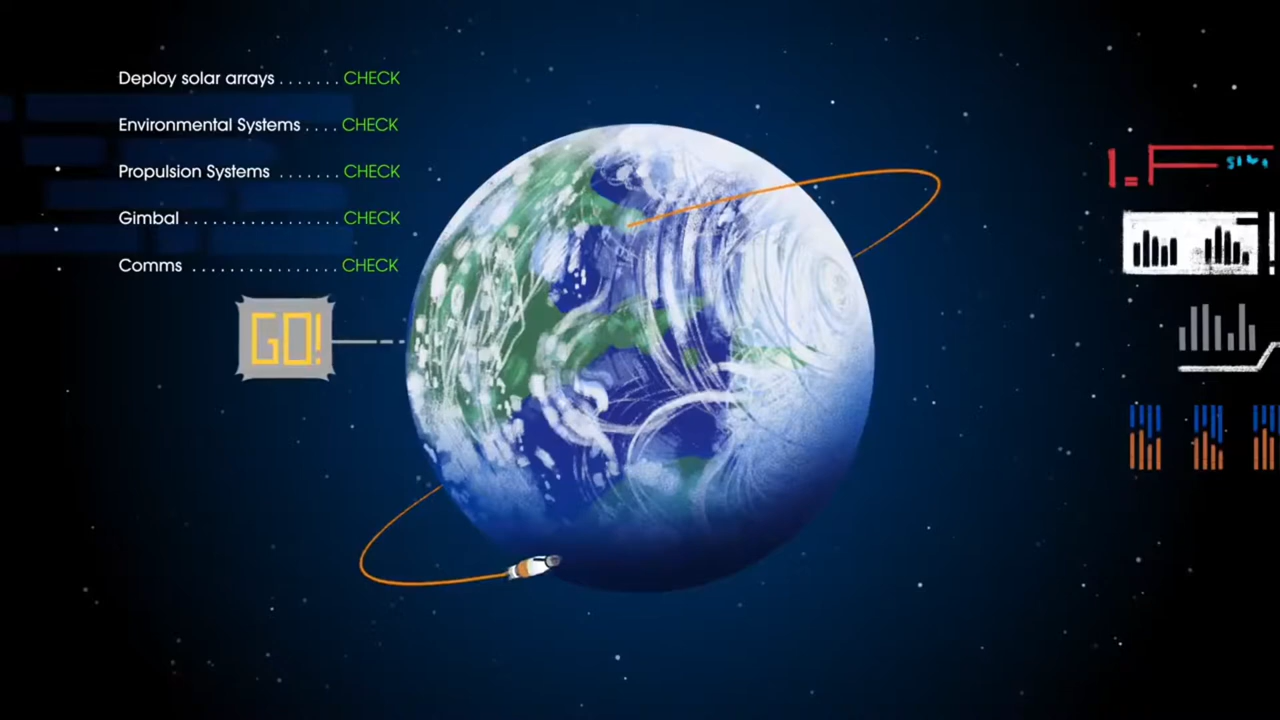 Deploy solar arrays . . . . . . . CHECK
Environmental Systems . . . . CHECK
Propulsion Systems . . . . . . . CHECK
Gimbal . . . . . . . . . . . . . . . . . CHECK
Comms . . . . . . . . . . . . . . . . CHECK
GO!